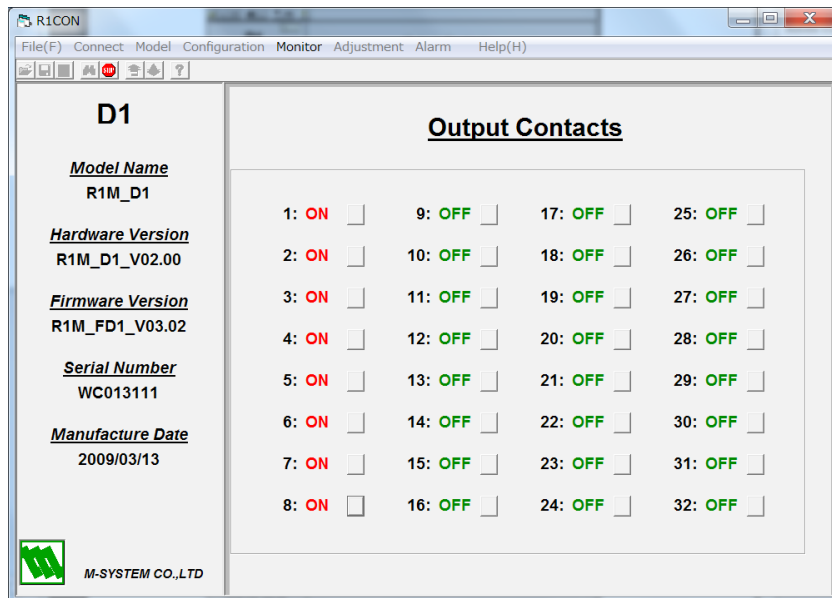 R1CON
File(F) Connect Model Configuration Monitor Adjustment Alarm Help(H)
STOP
?
D1
Output Contacts
Model Name
R1M_D1
Hardware Version
R1M_D1_V02.00
Firmware Version
R1M_FD1_V03.02
Serial Number
WC013111
Manufacture Date
2009/03/13
M-SYSTEM CO.,LTD
1: ON 9: OFF 17: OFF 25: OFF
2: ON 10: OFF 18: OFF 26: OFF
3: ON 11: OFF 19: OFF 27: OFF
4: ON 12: OFF 20: OFF 28: OFF
5: ON 13: OFF 21: OFF 29: OFF
6: ON 14: OFF 22: OFF 30: OFF
7: ON 15: OFF 23: OFF 31: OFF
8: ON 16: OFF 24: OFF 32: OFF